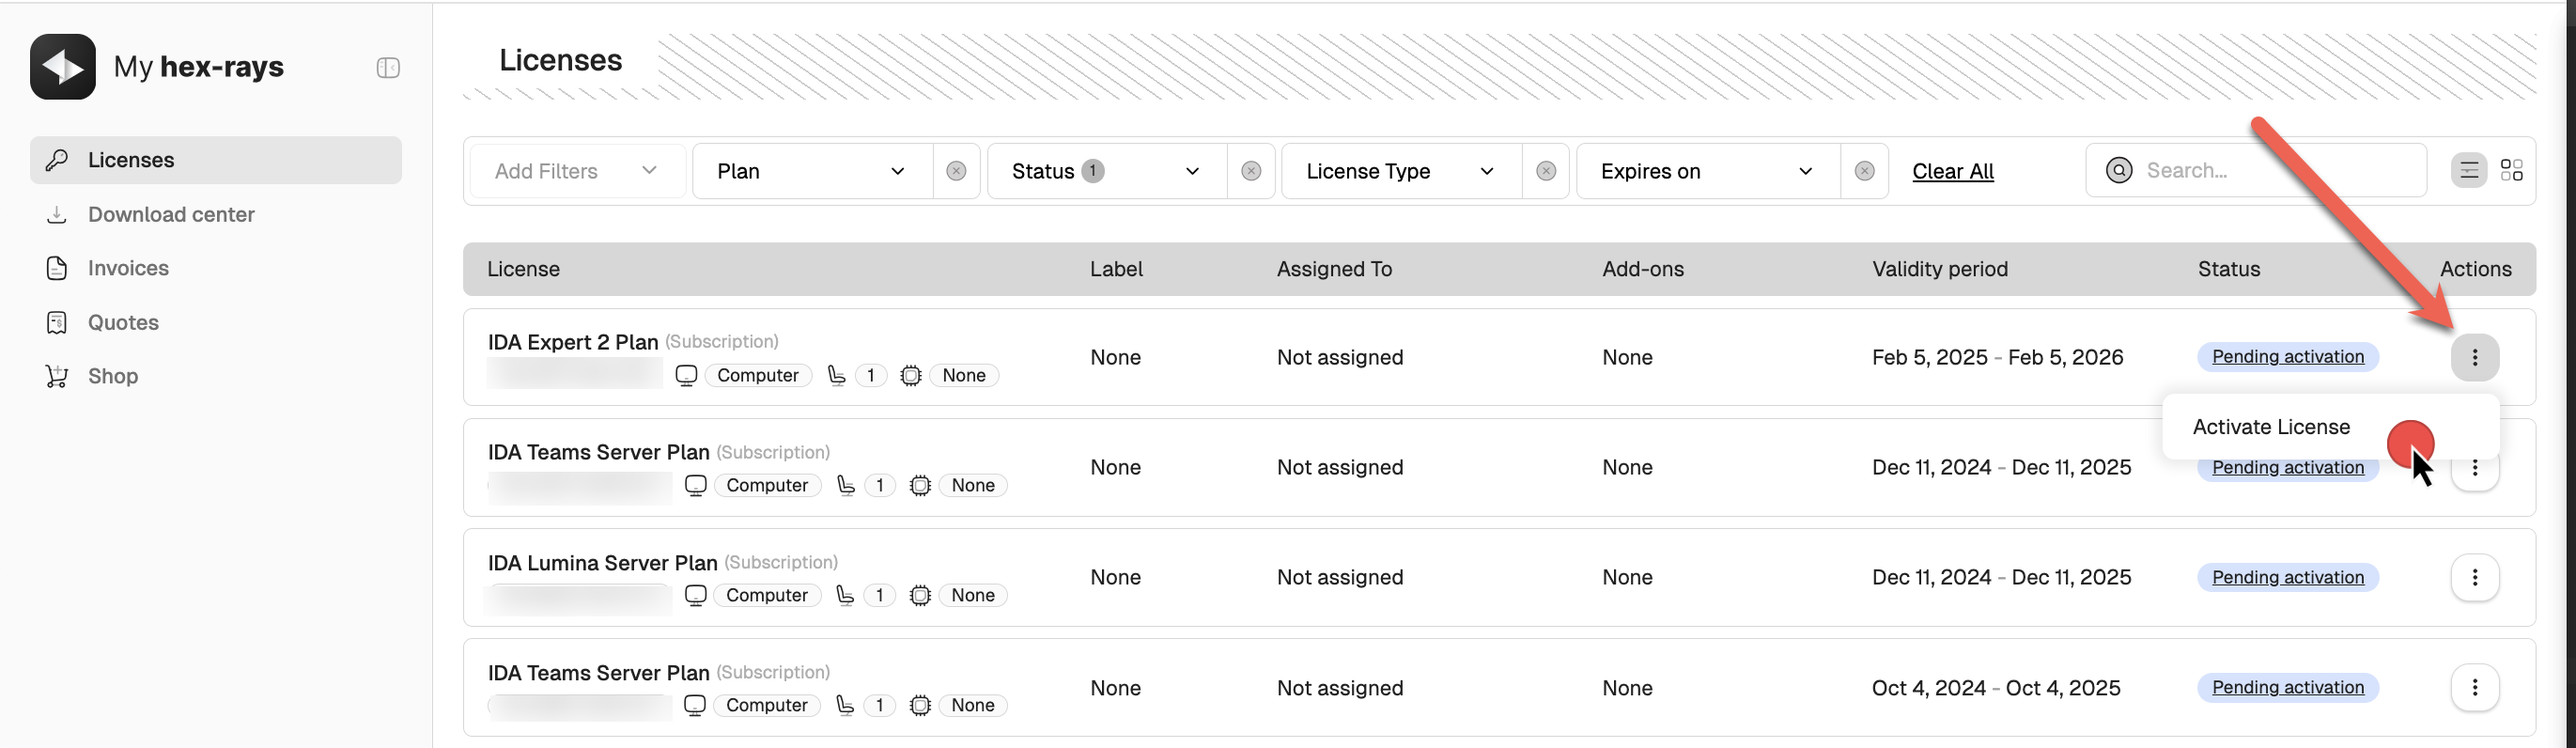 My hex-rays
Licenses
Download center
Invoices
Quotes
Shop
Licenses
Add Filters Plan Status 1 License Type Expires on Clear All Search...
License Label Assigned To Add-ons Validity period Status Actions
IDA Expert 2 Plan (Subscription)
Computer 1 None
None Not assigned None Feb 5, 2025 - Feb 5, 2026 Pending activation
Activate License
IDA Teams Server Plan (Subscription)
Computer 1 None
None Not assigned None Dec 11, 2024 - Dec 11, 2025 Pending activation
IDA Lumina Server Plan (Subscription)
Computer 1 None
None Not assigned None Dec 11, 2024 - Dec 11, 2025 Pending activation
IDA Teams Server Plan (Subscription)
Computer 1 None
None Not assigned None Oct 4, 2024 - Oct 4, 2025 Pending activation